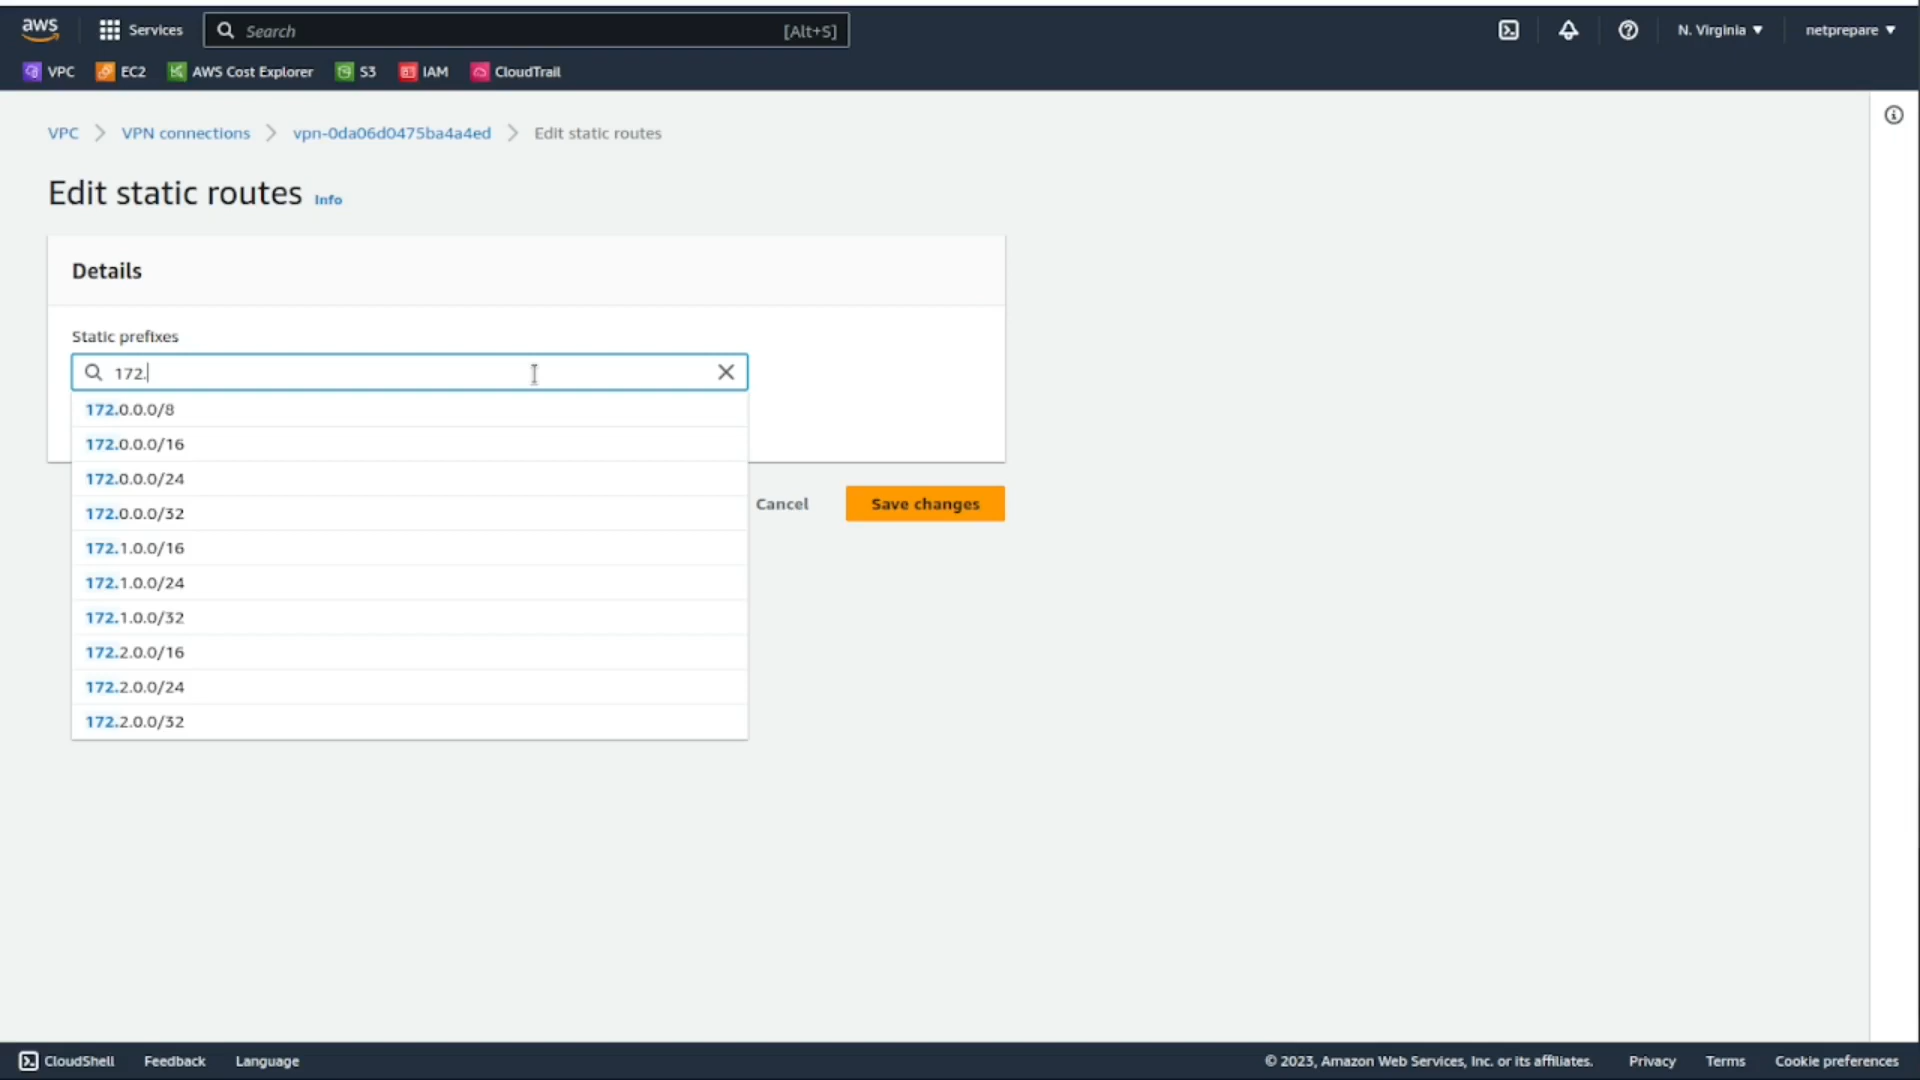 aws Services Search [Alt+S] N. Virginia ▼ netprepare ▼
VPC EC2 AWS Cost Explorer S3 IAM CloudTrail
VPC > VPN connections > vpn-0da06d0475ba4a4ed > Edit static routes
Edit static routes Info
Details
Static prefixes
172.
172.0.0.0/8
172.0.0.0/16
172.0.0.0/24
172.0.0.0/32
172.1.0.0/16
172.1.0.0/24
172.1.0.0/32
172.2.0.0/16
172.2.0.0/24
172.2.0.0/32
Cancel Save changes
CloudShell Feedback Language © 2023, Amazon Web Services, Inc. or its affiliates. Privacy Terms Cookie preferences